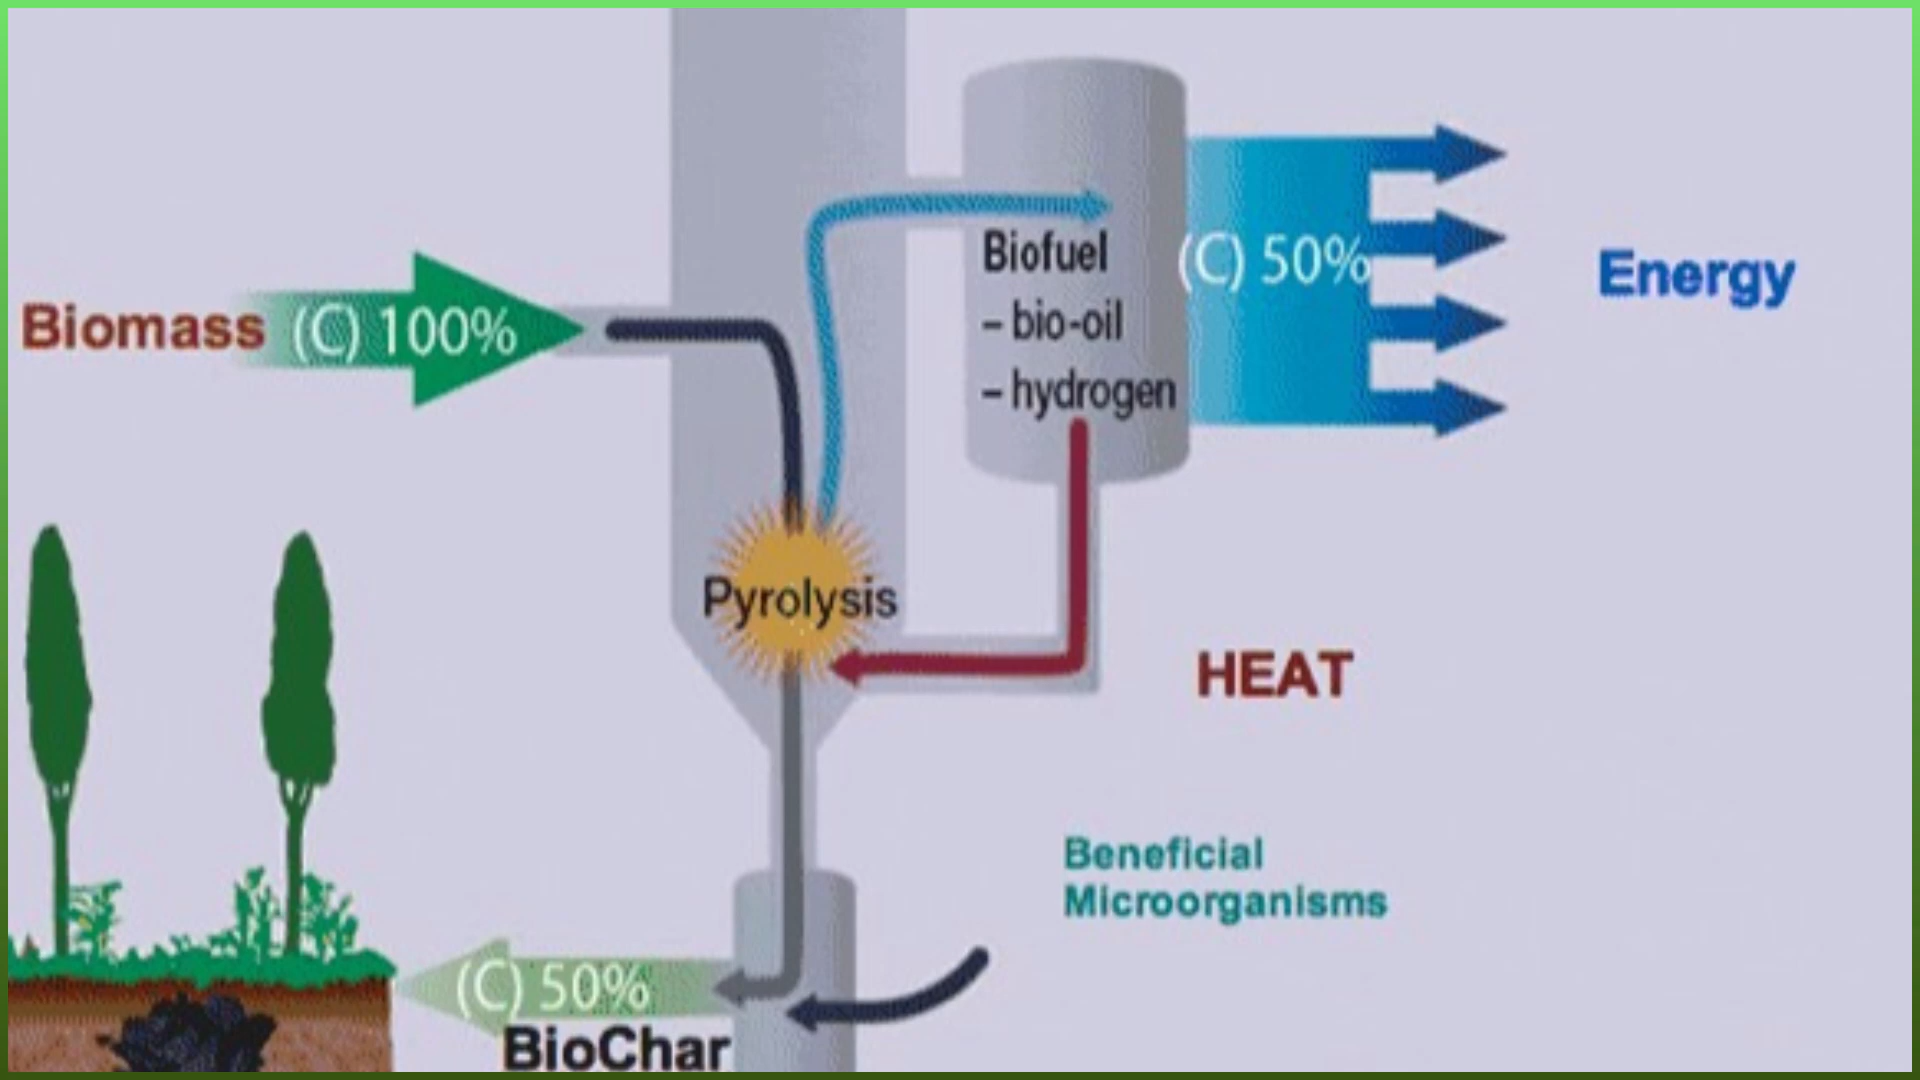 Biomass (C) 100%
Biofuel
– bio-oil
– hydrogen
(C) 50%
Energy
Pyrolysis
HEAT
Beneficial
Microorganisms
(C) 50%
BioChar